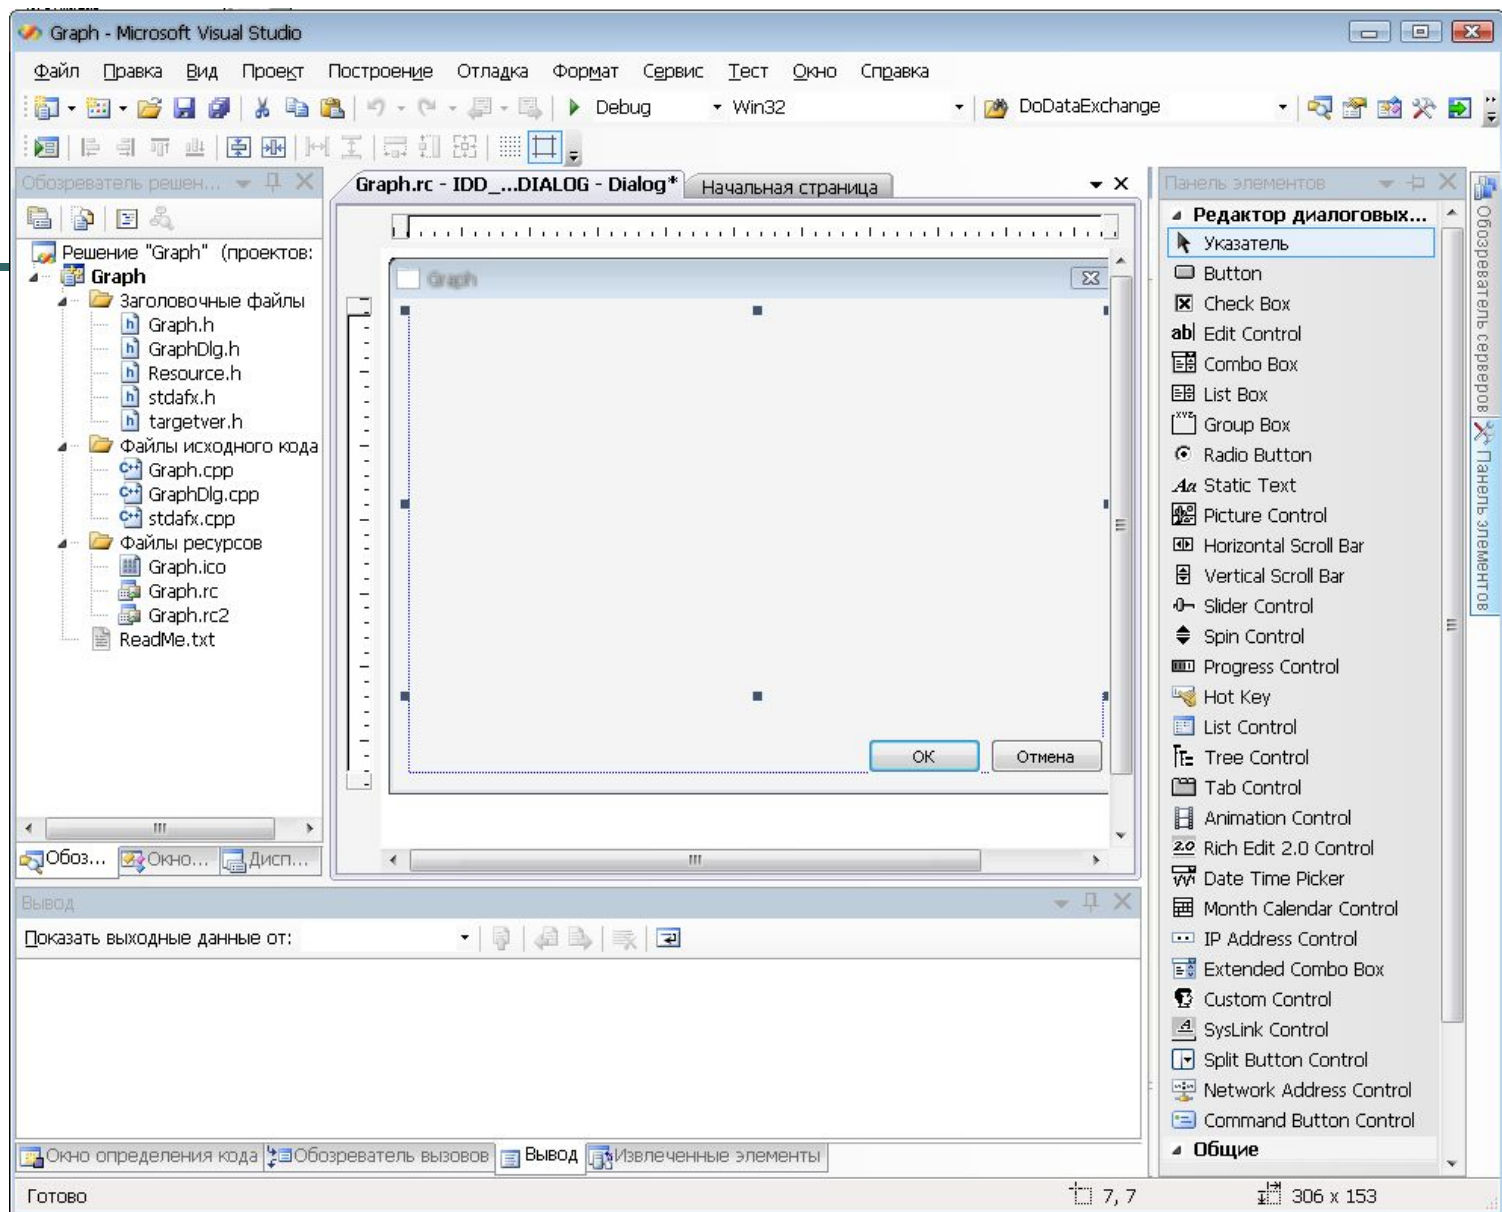 Graph - Microsoft Visual Studio
Файл Правка Вид Проект Построение Отладка Формат Сервис Тест Окно Справка
Debug Win32 DoDataExchange
Обозреватель решен...
Решение "Graph" (проектов:
Graph
Заголовочные файлы
Graph.h
GraphDlg.h
Resource.h
stdafx.h
targetver.h
Файлы исходного кода
Graph.cpp
GraphDlg.cpp
stdafx.cpp
Файлы ресурсов
Graph.ico
Graph.rc
Graph.rc2
ReadMe.txt
Обоз... Окно... Дисп...
Graph.rc - IDD_...DIALOG - Dialog* Начальная страница
Graph
ОК Отмена
Панель элементов
Редактор диалоговых...
Указатель
Button
Check Box
Edit Control
Combo Box
List Box
Group Box
Radio Button
Static Text
Picture Control
Horizontal Scroll Bar
Vertical Scroll Bar
Slider Control
Spin Control
Progress Control
Hot Key
List Control
Tree Control
Tab Control
Animation Control
Rich Edit 2.0 Control
Date Time Picker
Month Calendar Control
IP Address Control
Extended Combo Box
Custom Control
SysLink Control
Split Button Control
Network Address Control
Command Button Control
Общие
Обозреватель серверов
Панель элементов
Вывод
Показать выходные данные от:
Окно определения кода Обозреватель вызовов Вывод Извлеченные элементы
Готово 7, 7 306 x 153